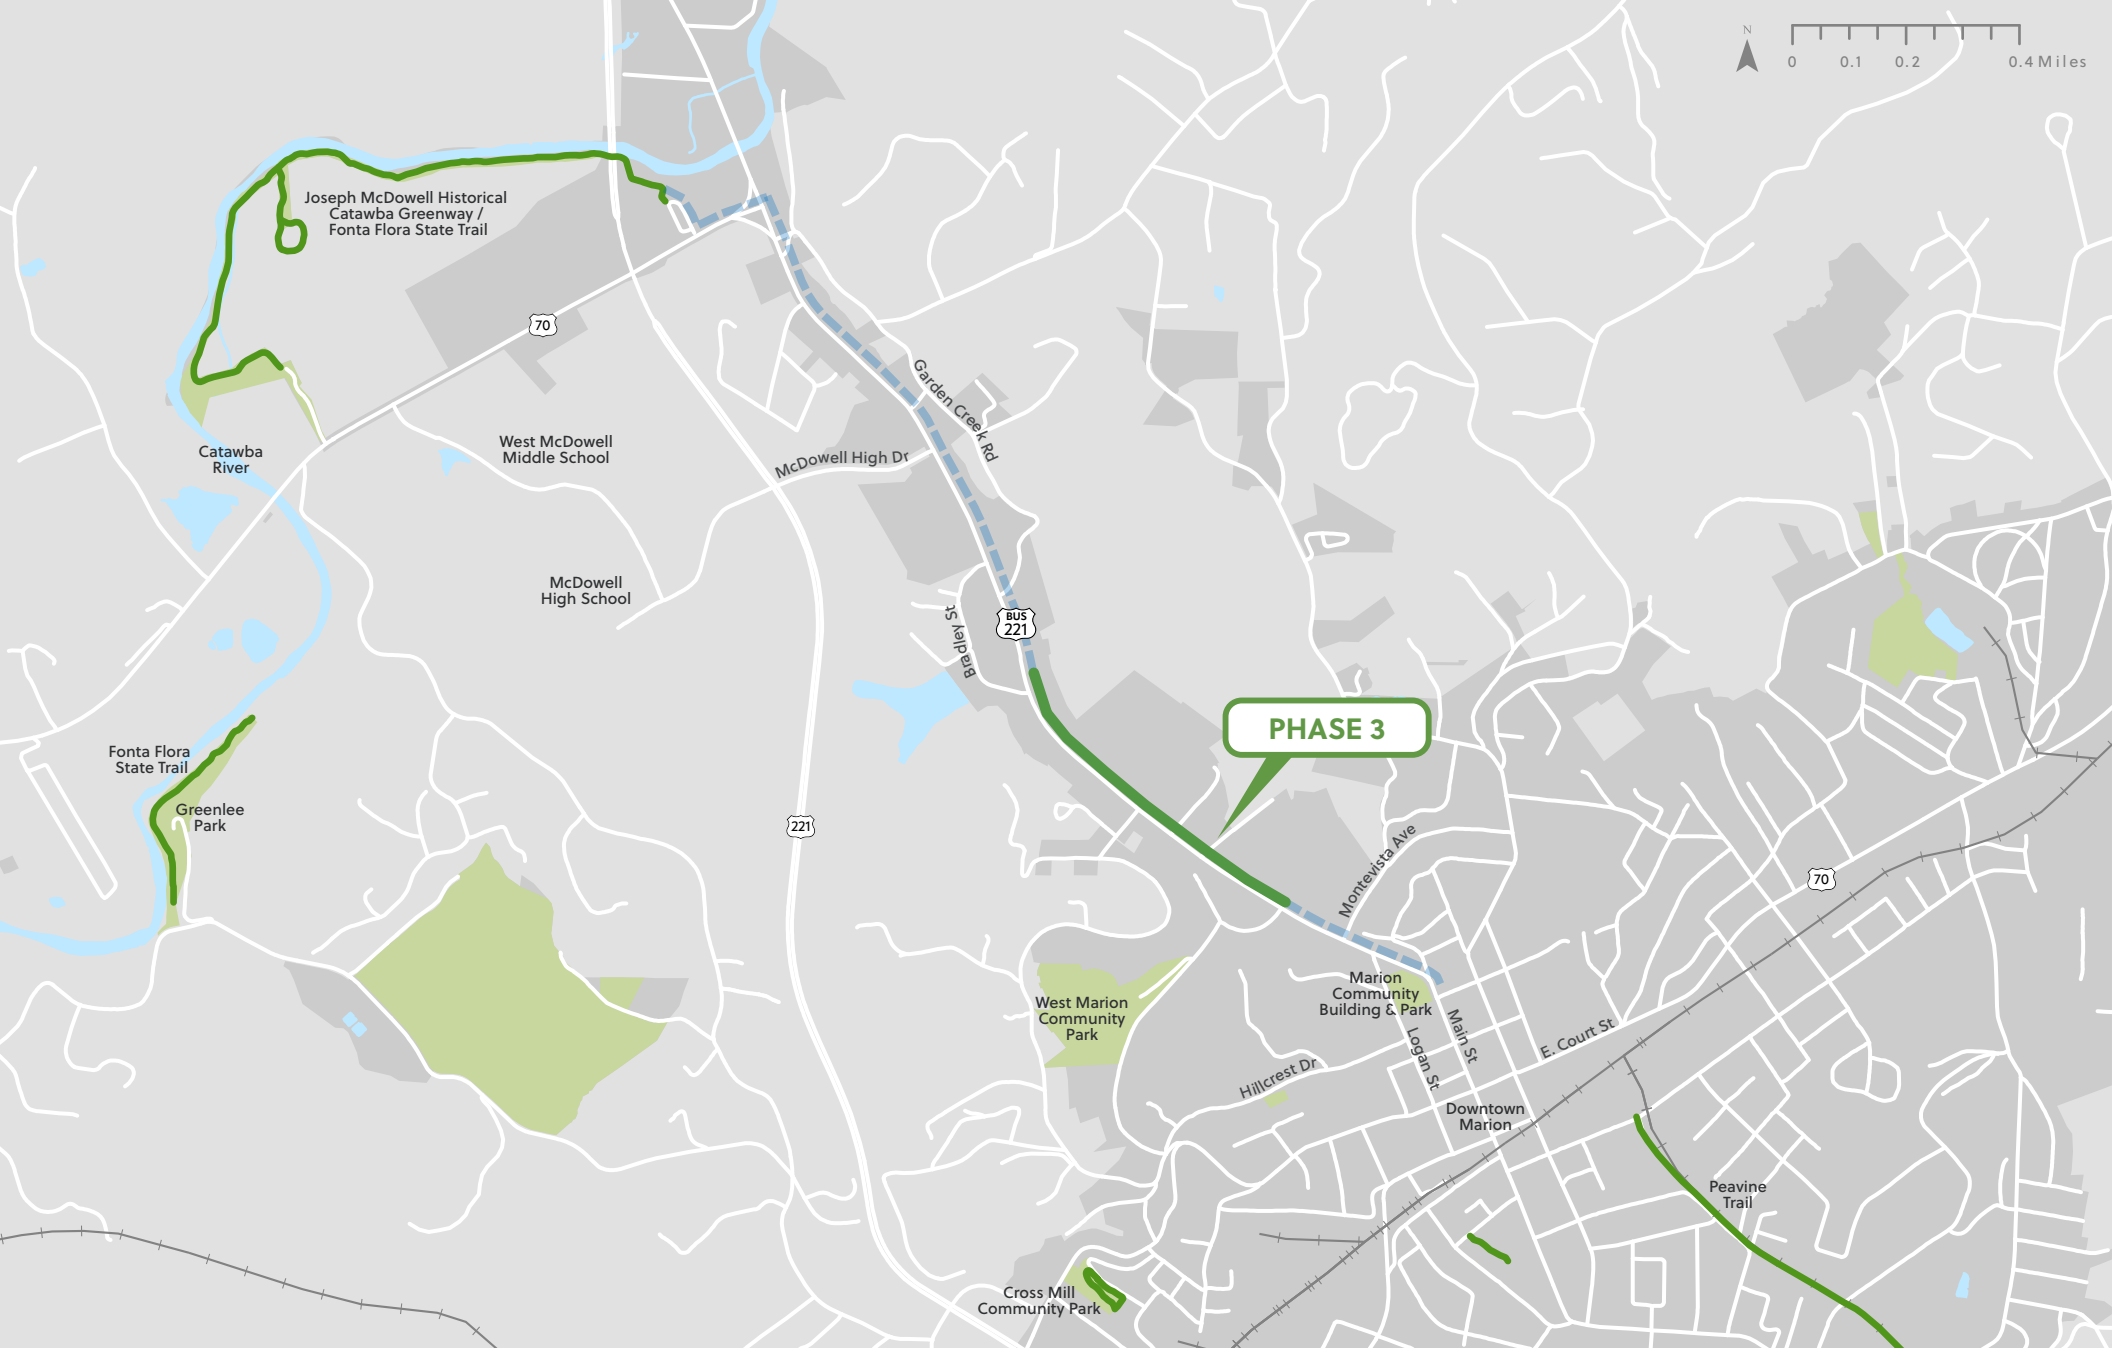 N
0 0.1 0.2 0.4 Miles
Joseph McDowell Historical
Catawba Greenway /
Fonta Flora State Trail
70
Garden Creek Rd
West McDowell
Middle School
McDowell High Dr
Catawba
River
McDowell
High School
BUS
221
Bradley St
PHASE 3
Fonta Flora
State Trail
Greenlee
Park
221
Montevista Ave
70
Marion
Community
Building & Park
West Marion
Community
Park
Main St
Logan St
E. Court St
Hillcrest Dr
Downtown
Marion
Peavine
Trail
Cross Mill
Community Park